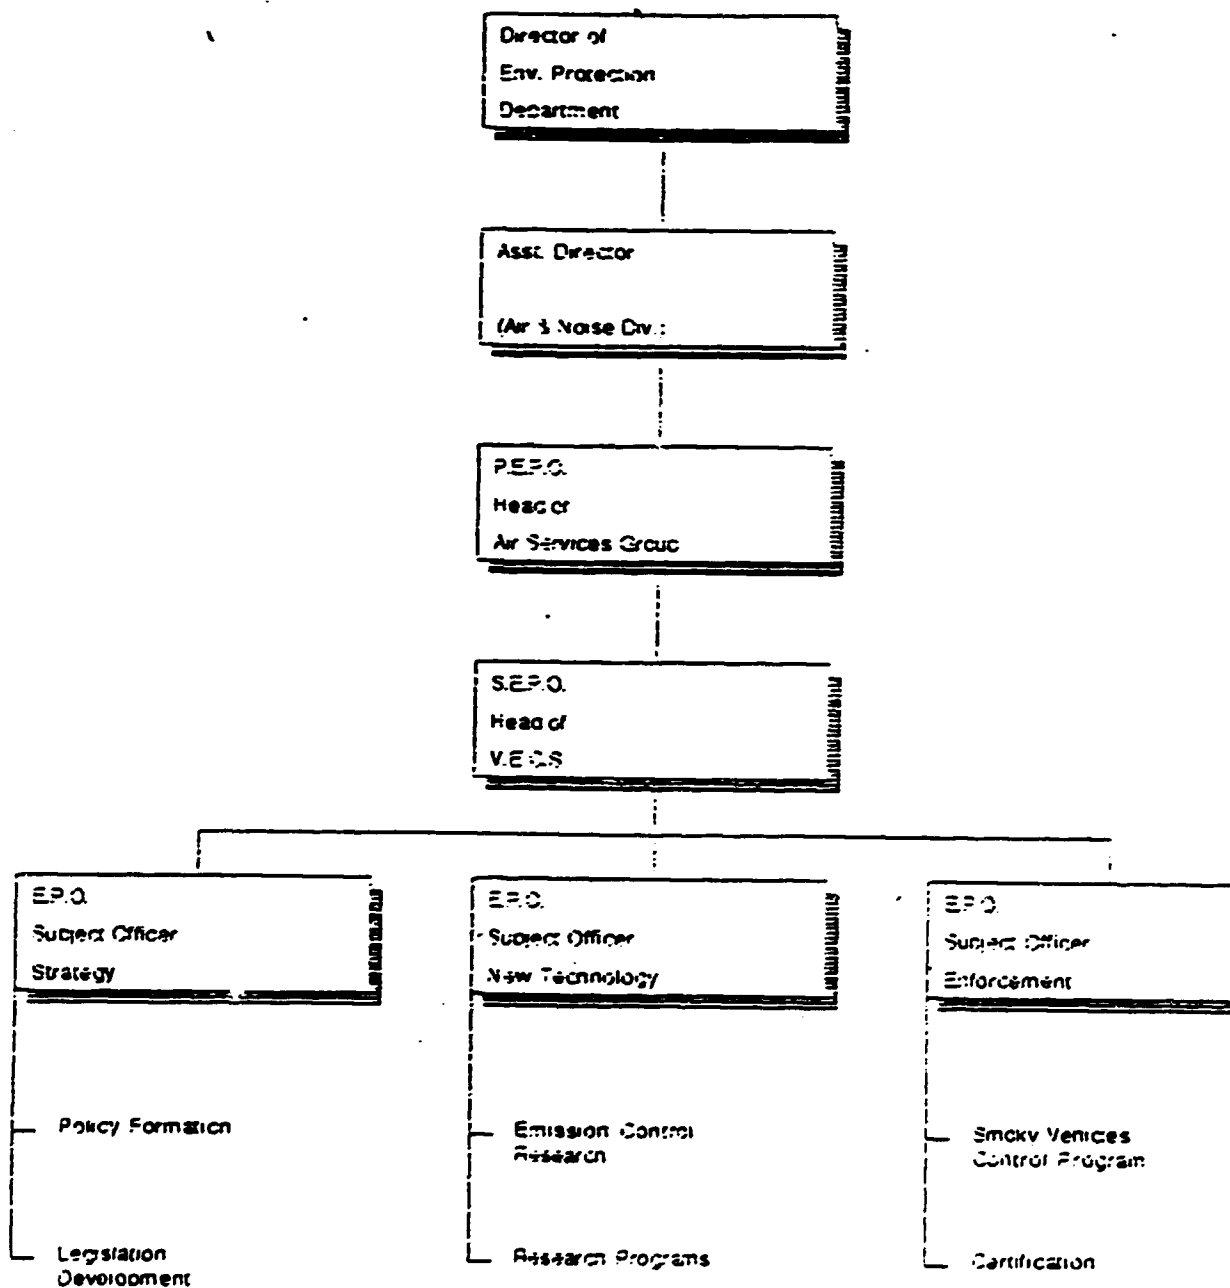 Director of
Env. Protection
Department
Asst. Director
(Air & Noise Div.)
P.E.P.O.
Head of
Air Services Group
S.E.P.O.
Head of
V.E.C.S
E.P.O.
Subject Officer
Strategy
E.P.O.
Subject Officer
New Technology
E.P.O.
Subject Officer
Enforcement
Policy Formation
Emission Control
Research
Smoky Vehicles
Control Program
Legislation
Development
Research Programs
Certification